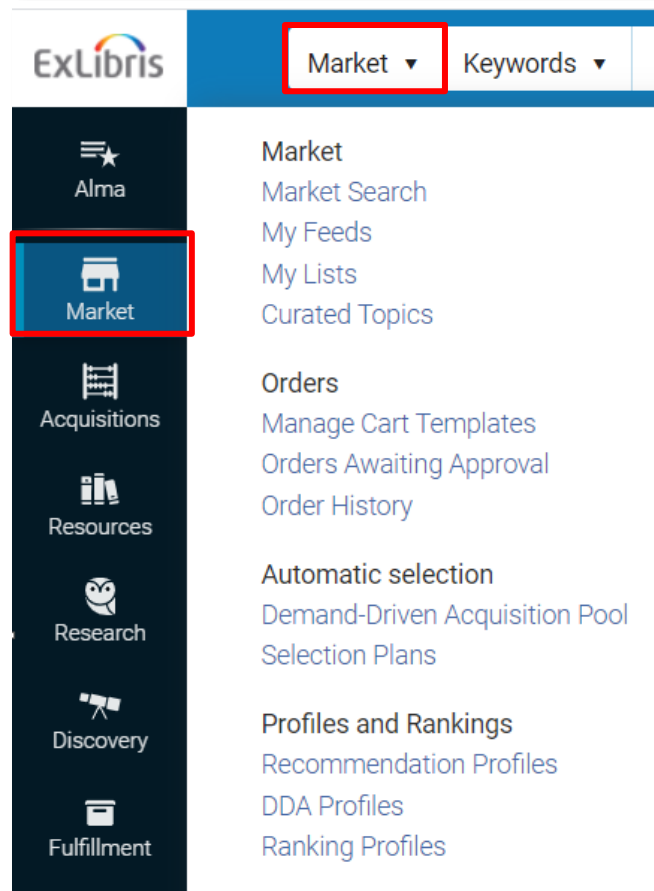 ExLibris
Market ▼ Keywords ▼
Alma
Market
Acquisitions
Resources
Research
Discovery
Fulfillment
Market
Market Search
My Feeds
My Lists
Curated Topics
Orders
Manage Cart Templates
Orders Awaiting Approval
Order History
Automatic selection
Demand-Driven Acquisition Pool
Selection Plans
Profiles and Rankings
Recommendation Profiles
DDA Profiles
Ranking Profiles